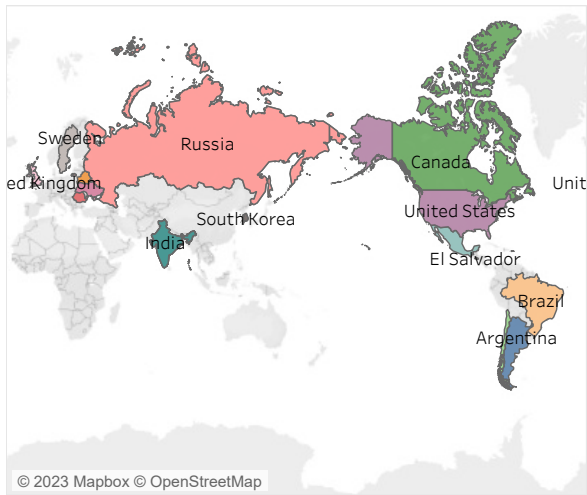 Sweden
Russia
Canada
ed Kingdom
Unit
United States
South Korea
India
El Salvador
Brazil
Argentina
© 2023 Mapbox © OpenStreetMap